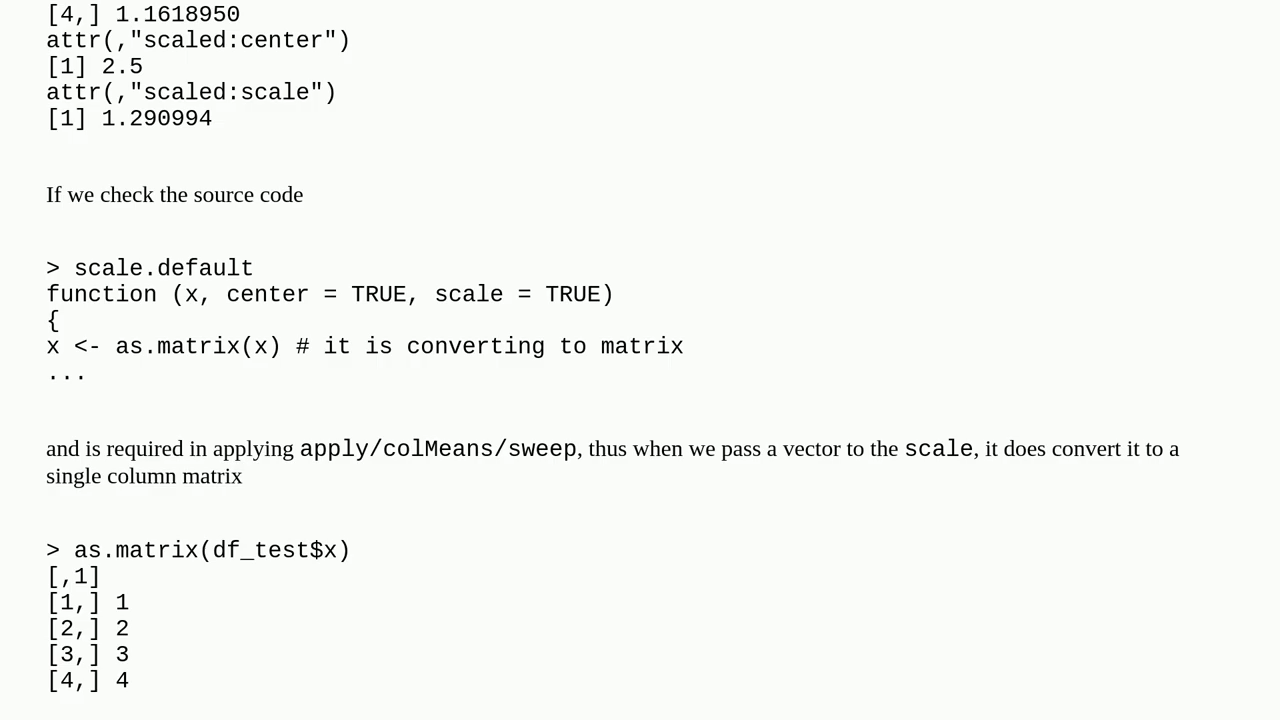 [4,] 1.1618950
attr(,"scaled:center")
[1] 2.5
attr(,"scaled:scale")
[1] 1.290994
If we check the source code
> scale.default
function (x, center = TRUE, scale = TRUE)
{
x <- as.matrix(x) # it is converting to matrix
...
and is required in applying apply/colMeans/sweep, thus when we pass a vector to the scale, it does convert it to a
single column matrix
> as.matrix(df_test$x)
[,1]
[1,] 1
[2,] 2
[3,] 3
[4,] 4